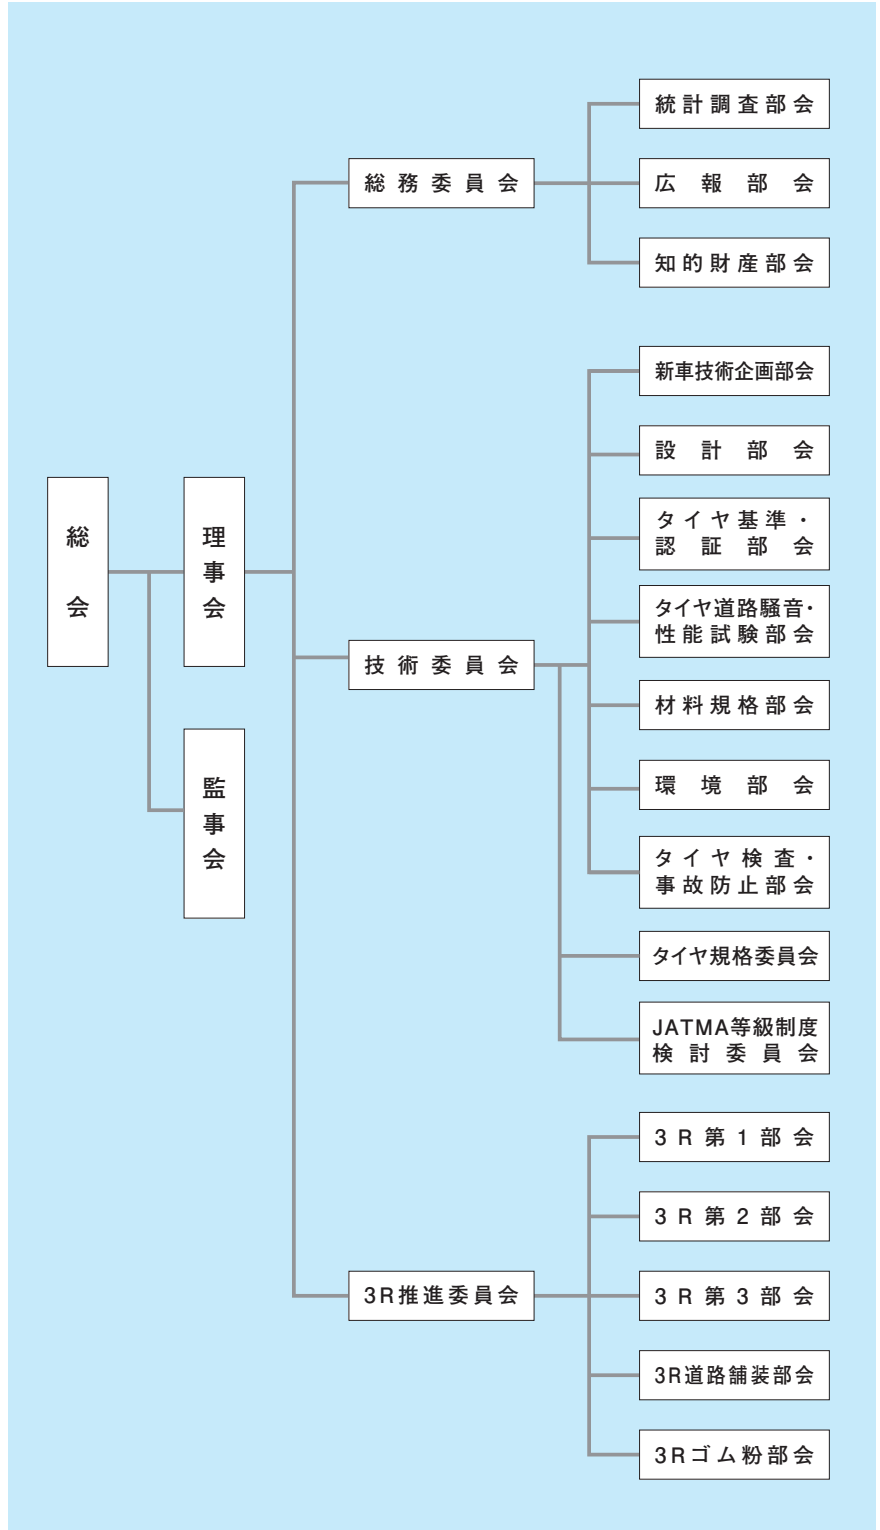 総会
理事会
監事会
総務委員会
統計調査部会
広報部会
知的財産部会
技術委員会
新車技術企画部会
設計部会
タイヤ基準・
認証部会
タイヤ道路騒音・
性能試験部会
材料規格部会
環境部会
タイヤ検査・
事故防止部会
タイヤ規格委員会
JATMA等級制度
検討委員会
3R推進委員会
3R第1部会
3R第2部会
3R第3部会
3R道路舗装部会
3Rゴム粉部会